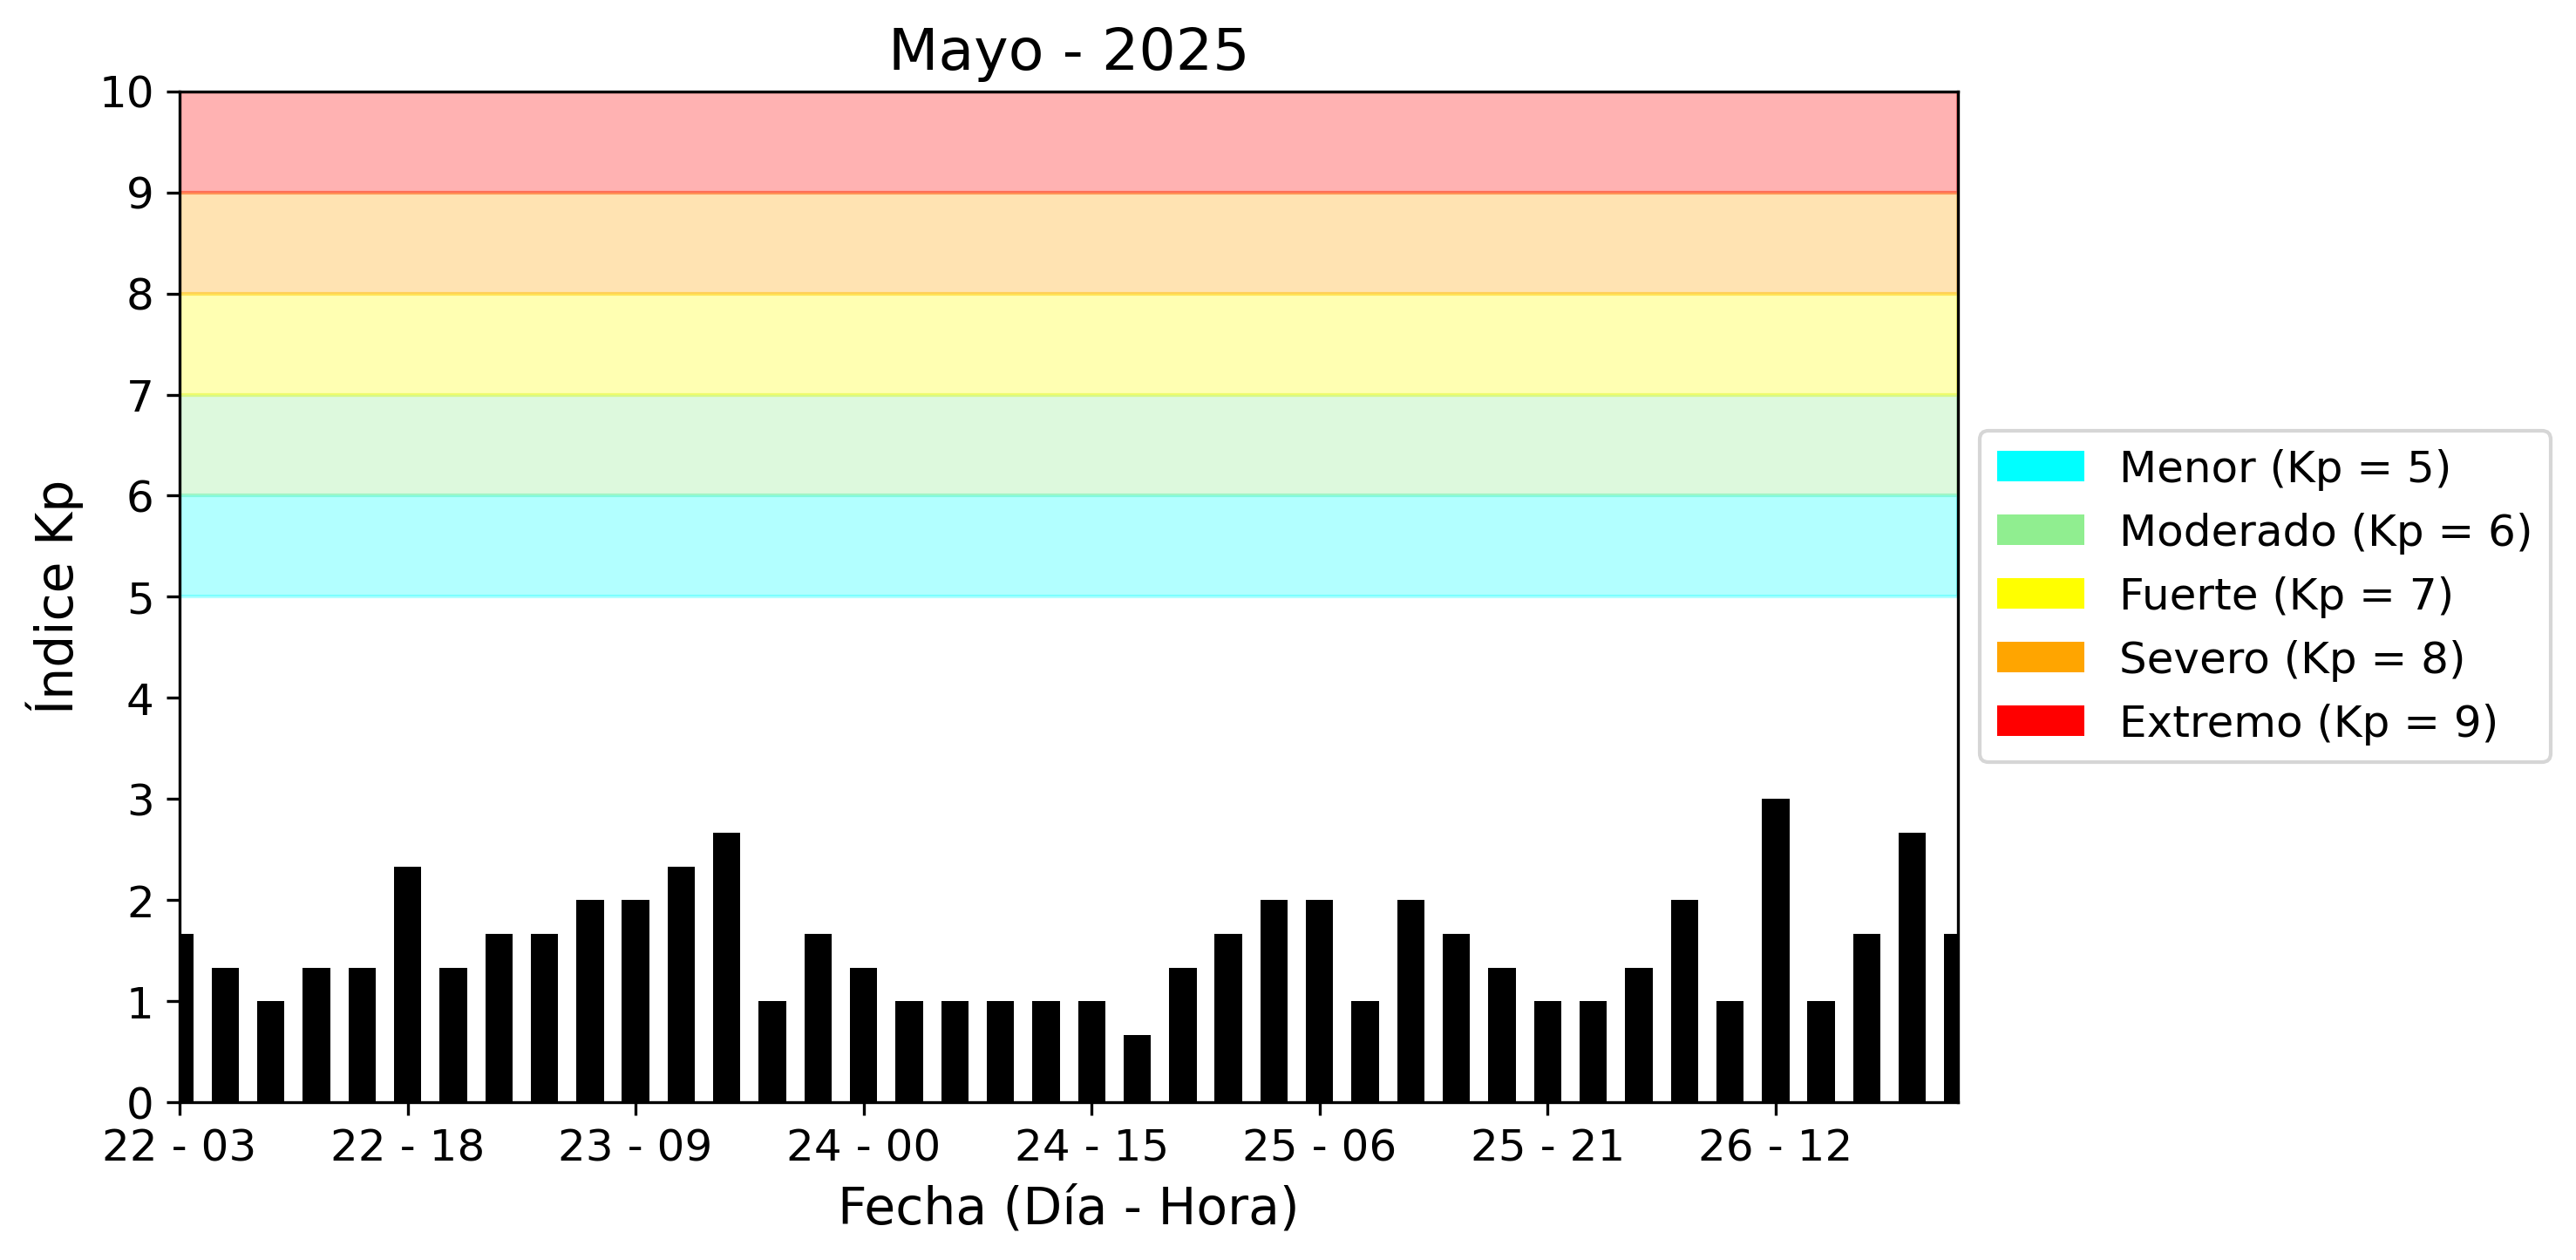 Mayo - 2025
10
9
8
7
6
5
4
3
2
1
0
Índice Kp
22 - 03
22 - 18
23 - 09
24 - 00
24 - 15
25 - 06
25 - 21
26 - 12
Fecha (Día - Hora)
Menor (Kp = 5)
Moderado (Kp = 6)
Fuerte (Kp = 7)
Severo (Kp = 8)
Extremo (Kp = 9)